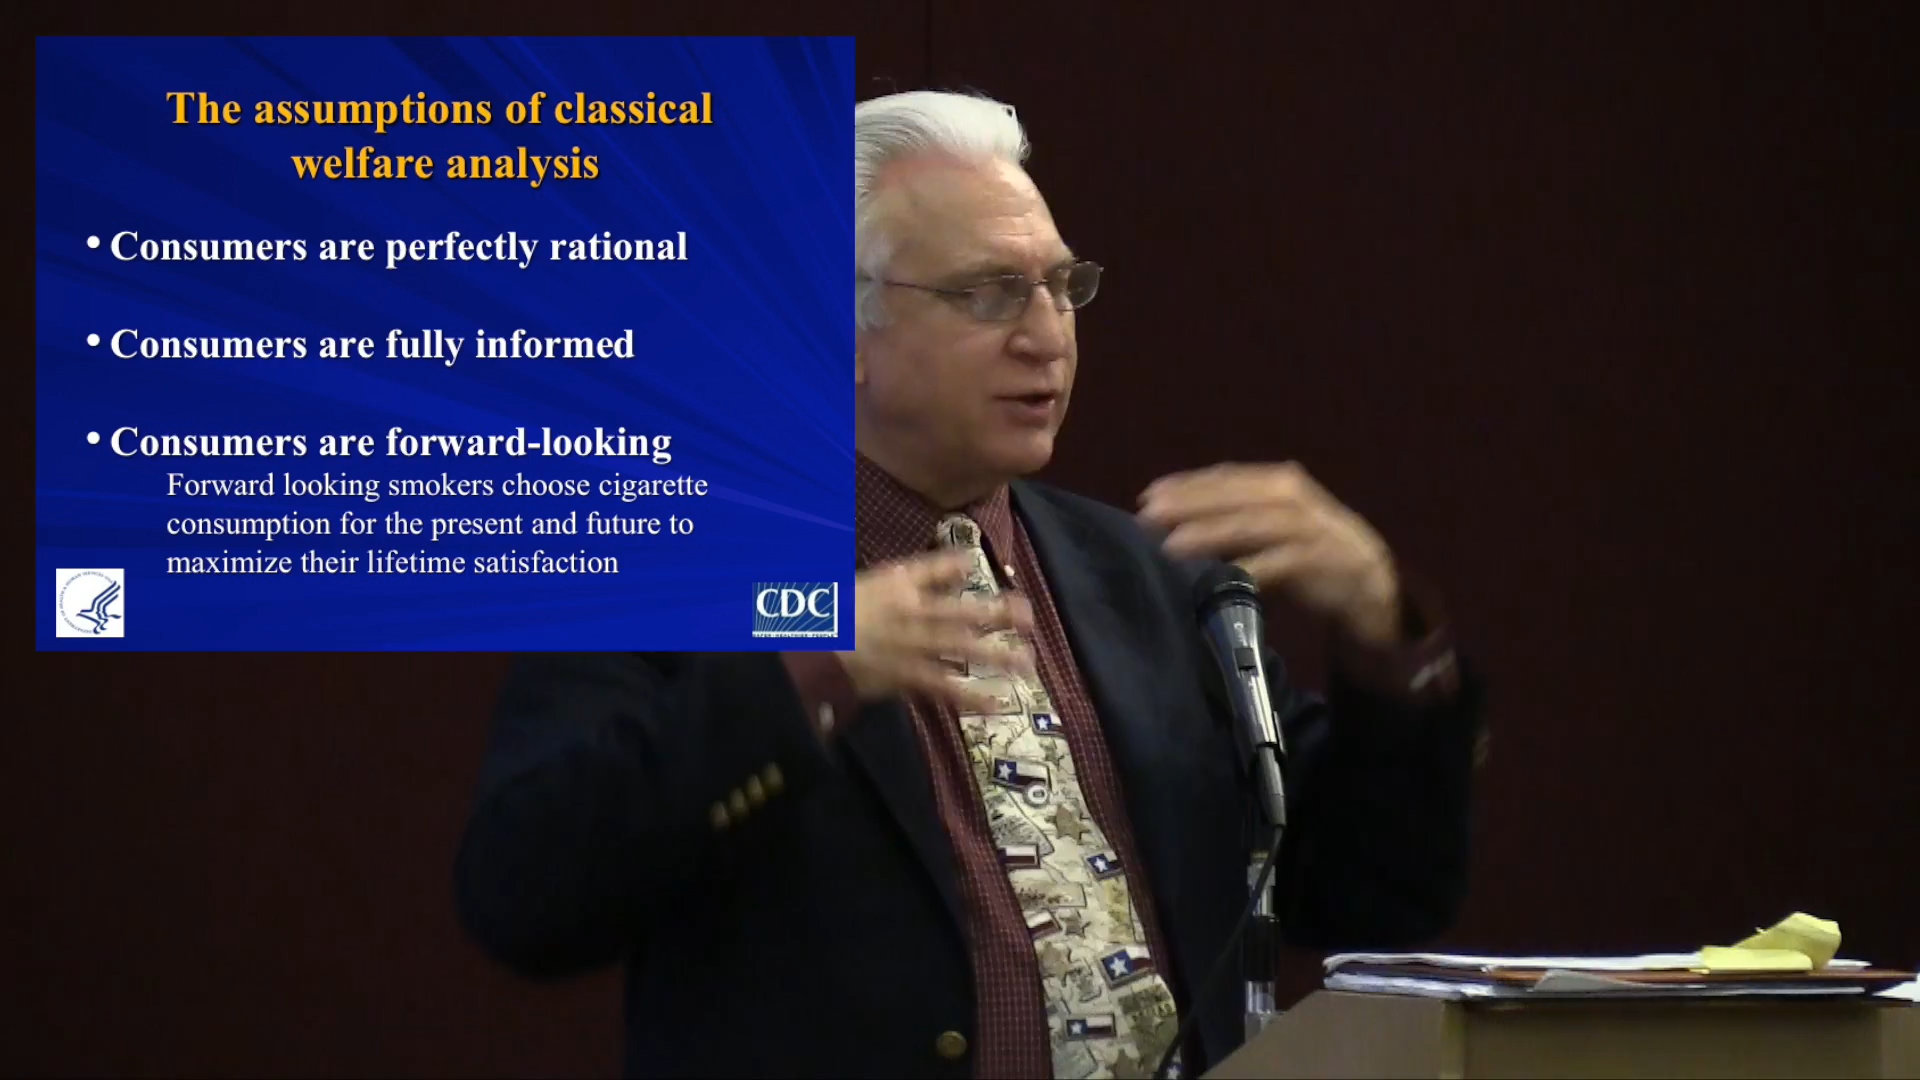 The assumptions of classical
welfare analysis
• Consumers are perfectly rational
• Consumers are fully informed
• Consumers are forward-looking
Forward looking smokers choose cigarette
consumption for the present and future to
maximize their lifetime satisfaction
CDC